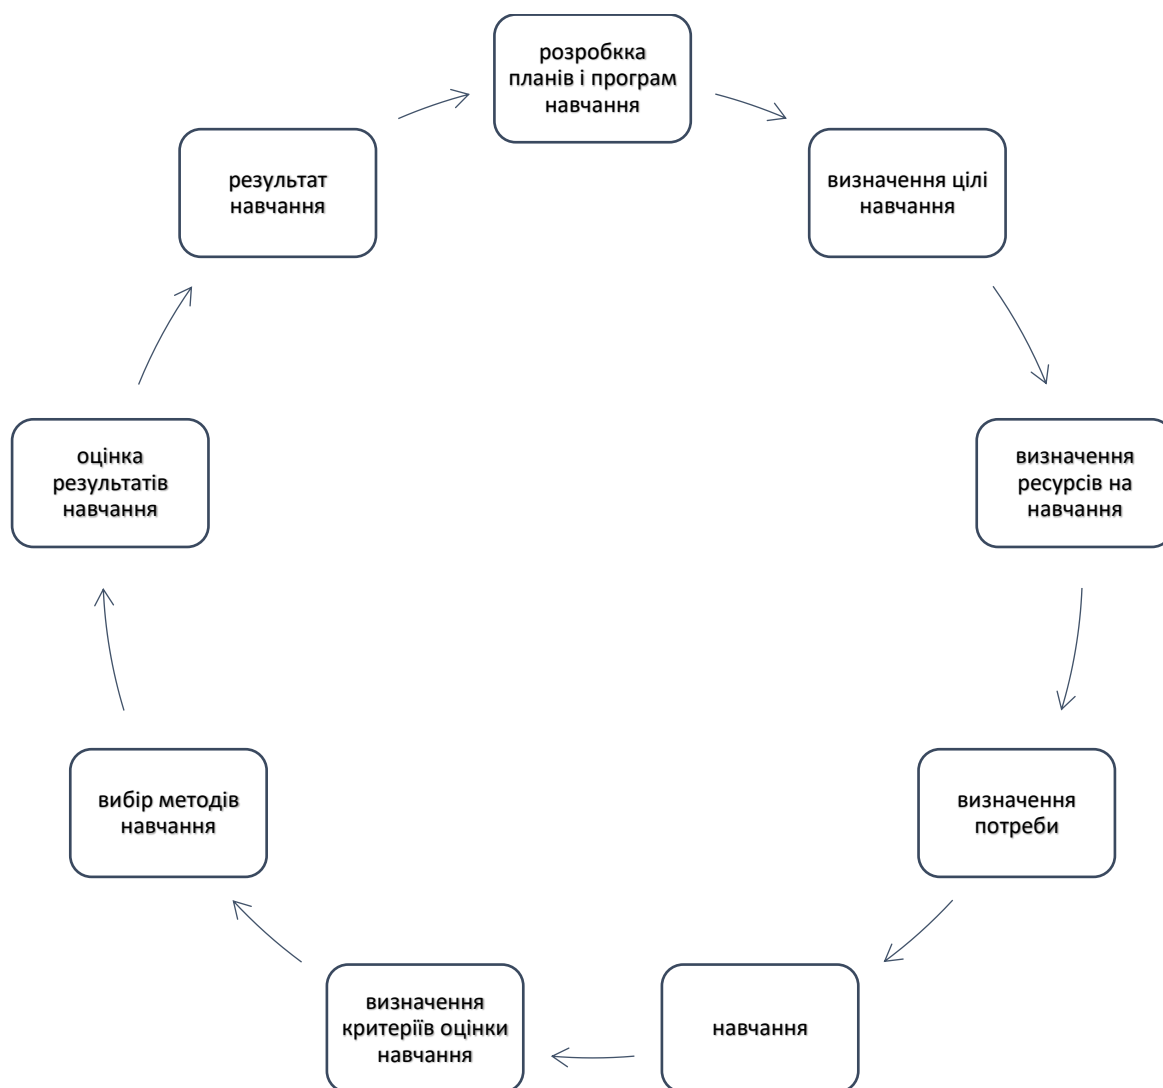 розробкка
планів і програм
навчання
визначення цілі
навчання
визначення
ресурсів на
навчання
визначення
потреби
навчання
визначення
критеріїв оцінки
навчання
вибір методів
навчання
оцінка
результатів
навчання
результат
навчання